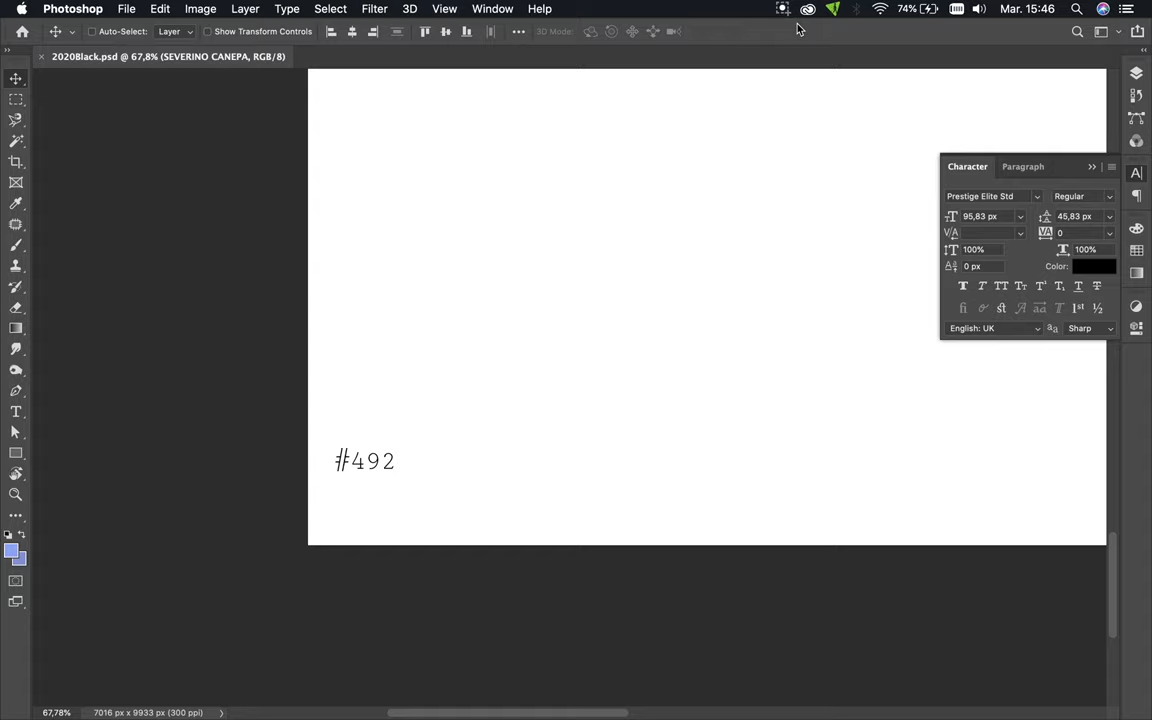 Photoshop File Edit Image Layer Type Select Filter 3D View Window Help 74% Mar. 15:46
Auto-Select: Layer Show Transform Controls 3D Mode:
2020Black.psd @ 67,8% (SEVERINO CANEPA, RGB/8)
Character Paragraph
Prestige Elite Std Regular
95,83 px 45,83 px
0
100% 100%
0 px Color:
English: UK Sharp
#492
67,78% 7016 px x 9933 px (300 ppi)